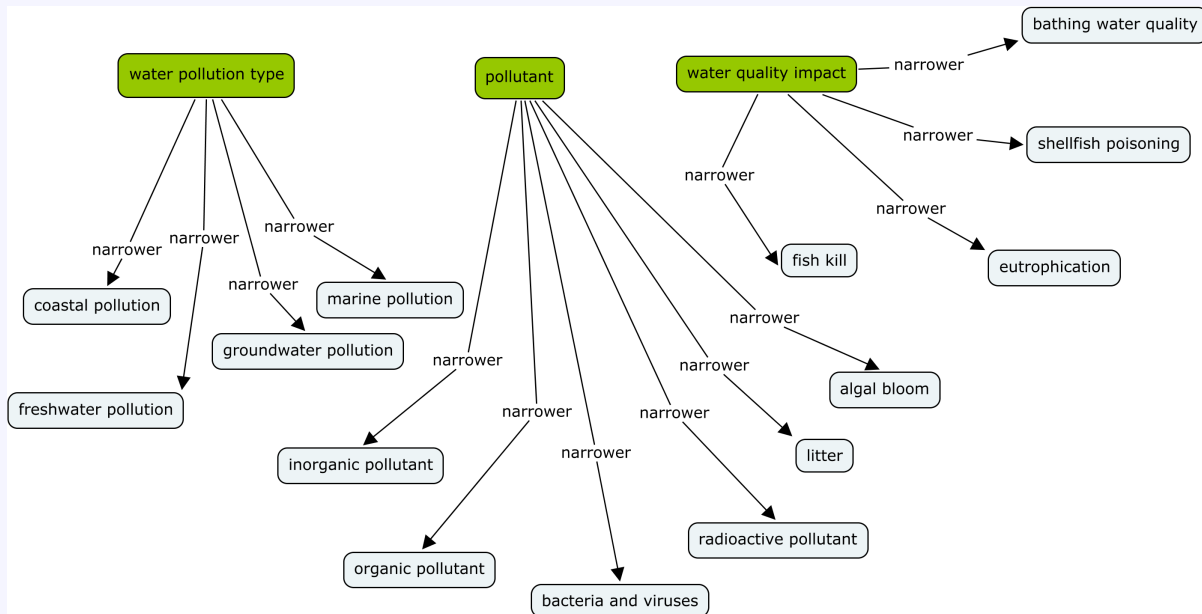 bathing water quality
water pollution type
pollutant
water quality impact
narrower
narrower
shellfish poisoning
narrower
narrower
narrower
narrower
narrower
fish kill
eutrophication
narrower
coastal pollution
marine pollution
narrower
groundwater pollution
narrower
narrower
algal bloom
freshwater pollution
narrower
narrower
narrower
litter
inorganic pollutant
radioactive pollutant
organic pollutant
bacteria and viruses